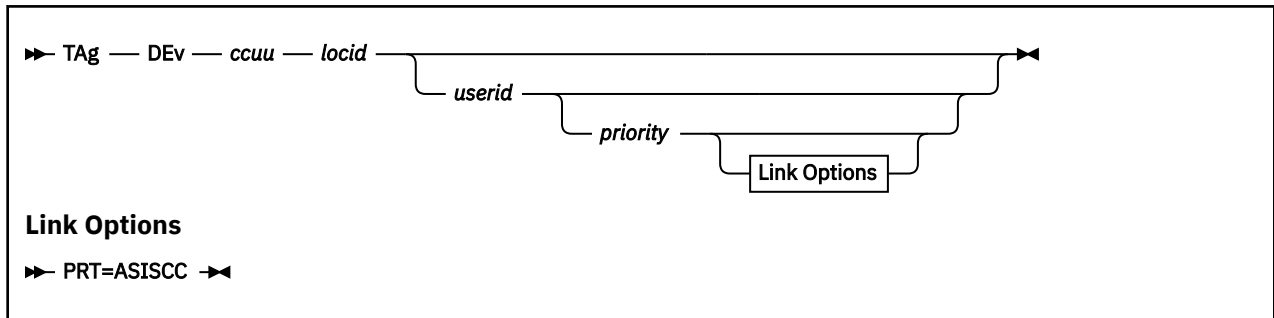 TAg DEv ccuu locid
userid
priority
Link Options
Link Options
PRT=ASISCC